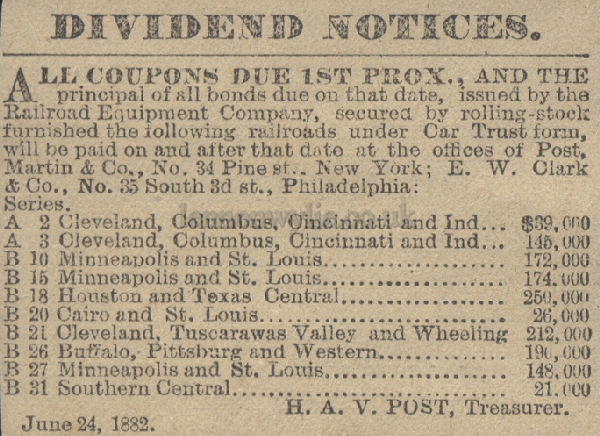 DIVIDEND NOTICES.
ALL COUPONS DUE 1ST PROX., AND THE
principal of all bonds due on that date, issued by the
Railroad Equipment Company, secured by rolling-stock
furnished the following railroads under Car Trust form,
will be paid on and after that date at the offices of Post,
Martin & Co., No. 34 Pine st., New York; E. W. Clark
& Co., No. 35 South 3d st., Philadelphia:
Series.
A 2 Cleveland, Columbus, Cincinnati and Ind... $39,000
A 3 Cleveland, Columbus, Cincinnati and Ind... 145,000
B 10 Minneapolis and St. Louis.................... 172,000
B 15 Minneapolis and St. Louis.................... 174.000
B 18 Houston and Texas Central.................. 250,000
B 20 Cairo and St. Louis........................... 26,000
B 21 Cleveland, Tuscarawas Valley and Wheeling 212,000
B 26 Buffalo, Pittsburg and Western............. 190,000
B 27 Minneapolis and St. Louis.................... 148,000
B 31 Southern Central.............................. 21.000
H. A. V. POST, Treasurer.
June 24, 1882.